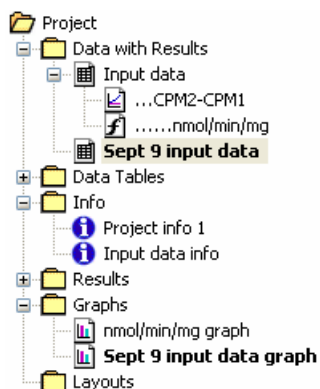 Project
Data with Results
Input data
...CPM2-CPM1
......nmol/min/mg
Sept 9 input data
Data Tables
Info
Project info 1
Input data info
Results
Graphs
nmol/min/mg graph
Sept 9 input data graph
Layouts